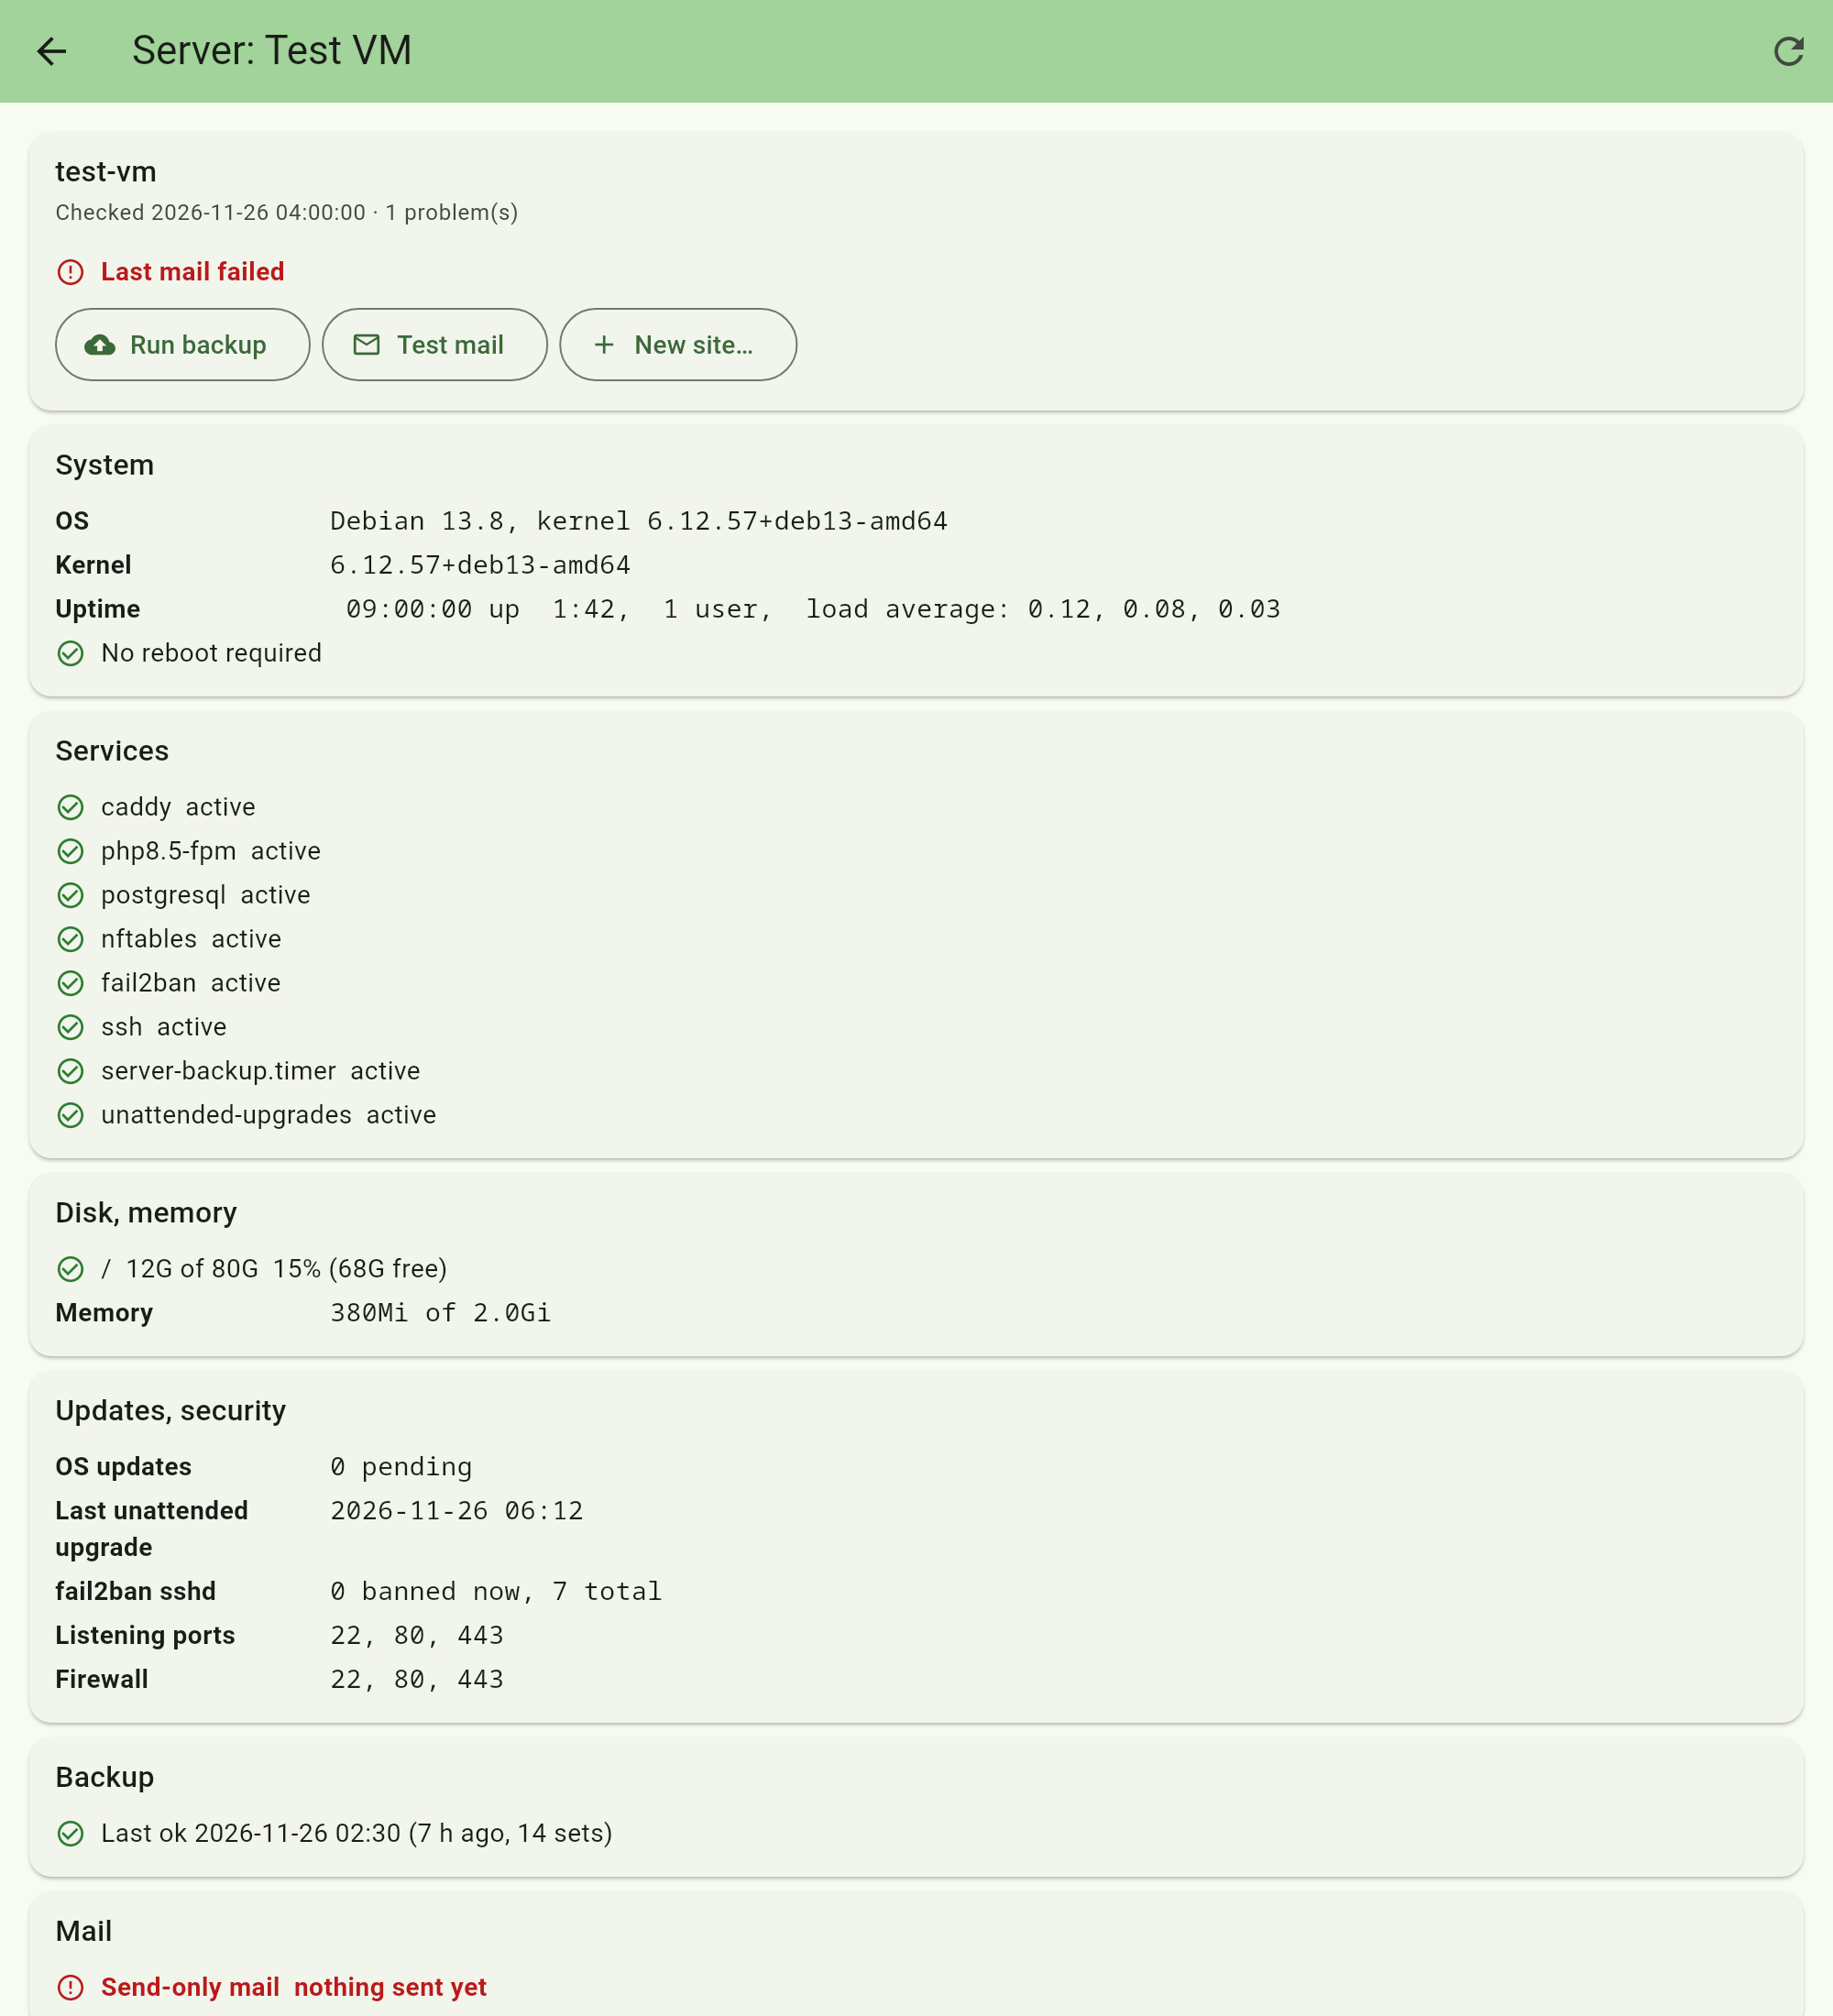 Server: Test VM
test-vm
Checked 2026-11-26 04:00:00 · 1 problem(s)
Last mail failed
Run backup
Test mail
New site…
System
OS Debian 13.8, kernel 6.12.57+deb13-amd64
Kernel 6.12.57+deb13-amd64
Uptime 09:00:00 up  1:42,  1 user,  load average: 0.12, 0.08, 0.03
No reboot required
Services
caddy  active
php8.5-fpm  active
postgresql  active
nftables  active
fail2ban  active
ssh  active
server-backup.timer  active
unattended-upgrades  active
Disk, memory
/  12G of 80G  15% (68G free)
Memory 380Mi of 2.0Gi
Updates, security
OS updates 0 pending
Last unattended upgrade 2026-11-26 06:12
fail2ban sshd 0 banned now, 7 total
Listening ports 22, 80, 443
Firewall 22, 80, 443
Backup
Last ok 2026-11-26 02:30 (7 h ago, 14 sets)
Mail
Send-only mail  nothing sent yet